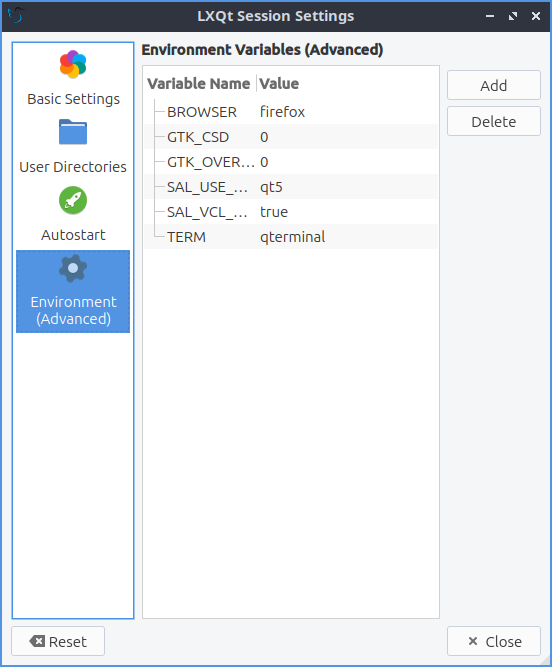 LXQt Session Settings
Basic Settings
User Directories
Autostart
Environment
(Advanced)
Environment Variables (Advanced)
Variable Name Value
BROWSER firefox
GTK_CSD 0
GTK_OVER... 0
SAL_USE_... qt5
SAL_VCL_... true
TERM qterminal
Add
Delete
Reset
Close